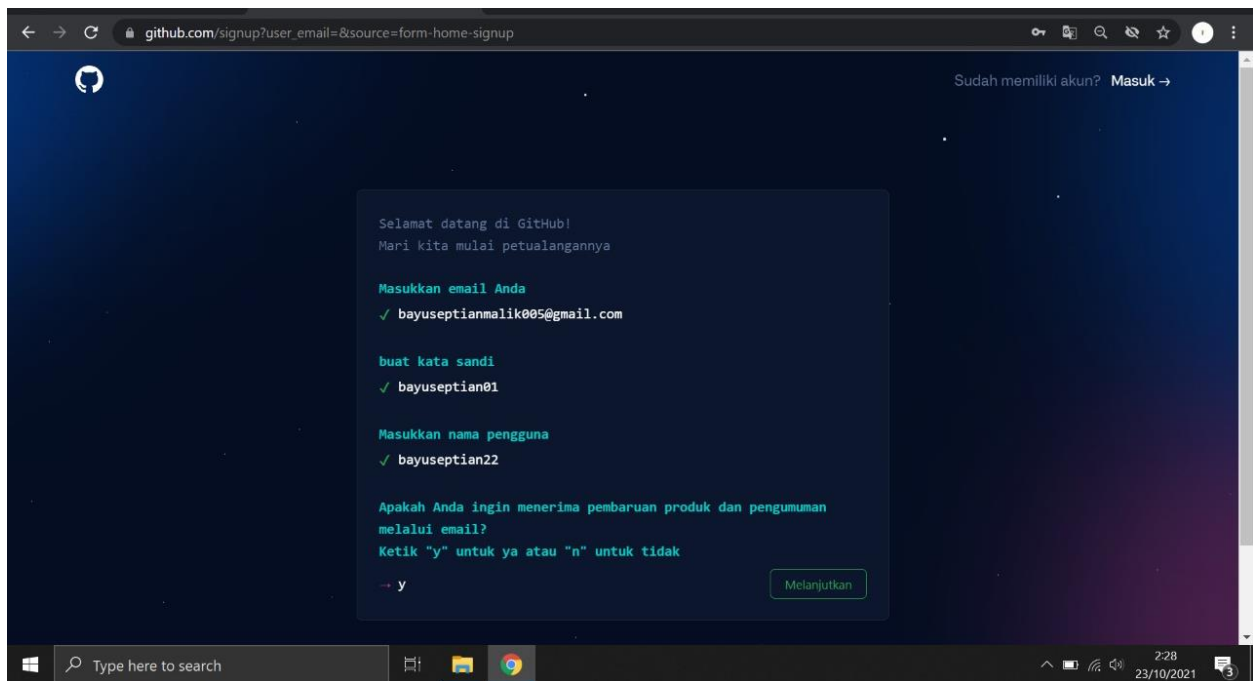 github.com/signup?user_email=&source=form-home-signup
Sudah memiliki akun? Masuk →
Selamat datang di GitHub!
Mari kita mulai petualangannya
Masukkan email Anda
✓ bayuseptianmalik005@gmail.com
buat kata sandi
✓ bayuseptian01
Masukkan nama pengguna
✓ bayuseptian22
Apakah Anda ingin menerima pembaruan produk dan pengumuman
melalui email?
Ketik "y" untuk ya atau "n" untuk tidak
→ y
Melanjutkan
Type here to search
2:28
23/10/2021
3